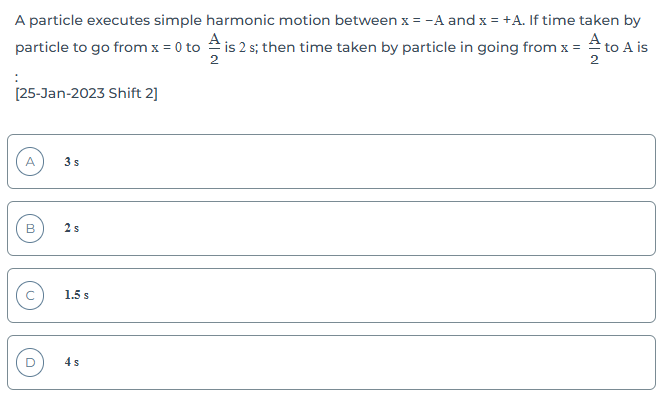 A particle executes simple harmonic motion between x = −A and x = +A. If time taken by
particle to go from x = 0 to A/2 is 2 s; then time taken by particle in going from x = A/2 to A is
:
[25-Jan-2023 Shift 2]
A 3 s
B 2 s
C 1.5 s
D 4 s